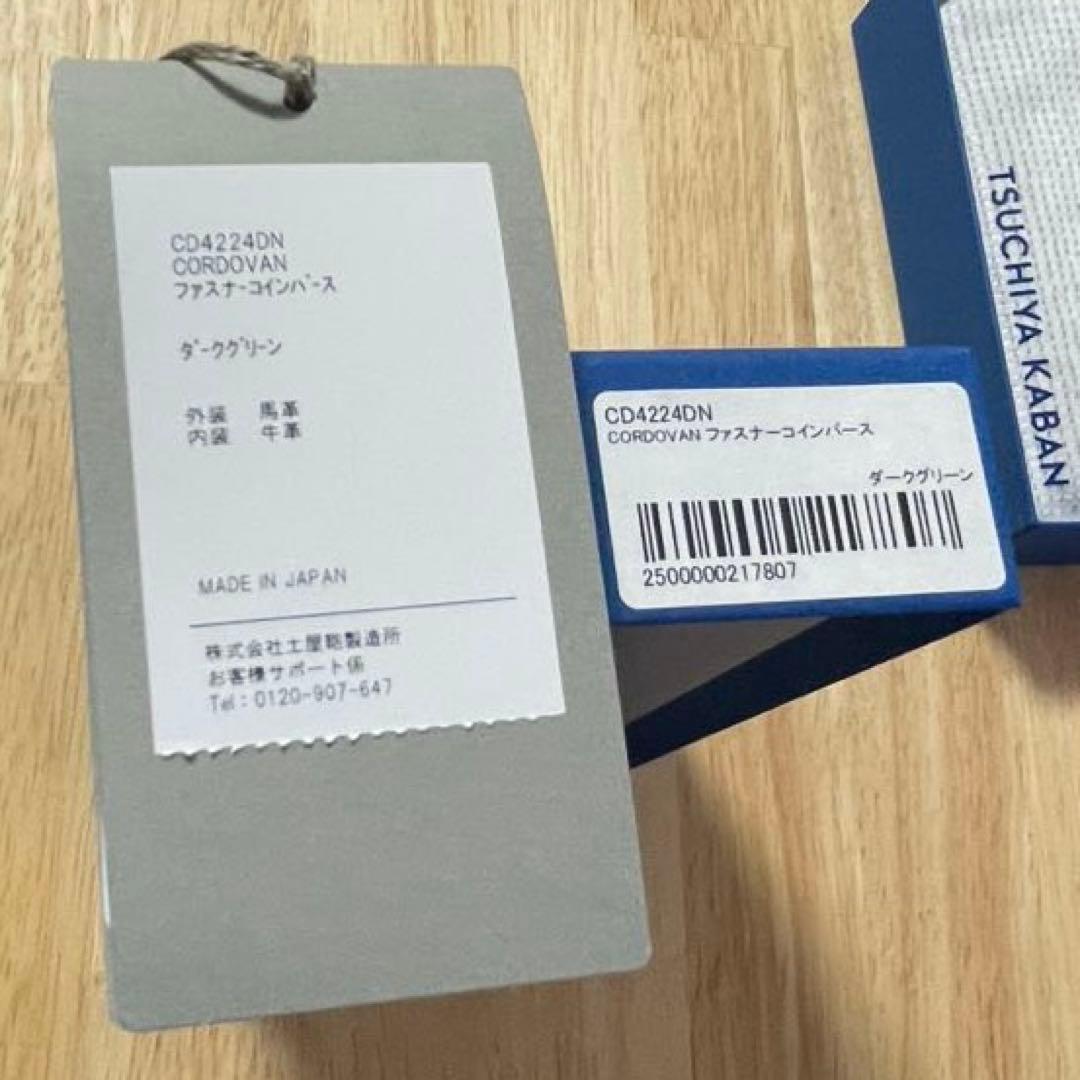 CD4224DN
CORDOVAN
ファスナーコインパース
ダークグリーン
外装 馬革
内装 牛革
MADE IN JAPAN
株式会社土屋鞄製造所
お客様サポート係
Tel：0120-907-647
CD4224DN
CORDOVAN ファスナーコインパース
ダークグリーン
2500000217807
TSUCHIYA KABAN